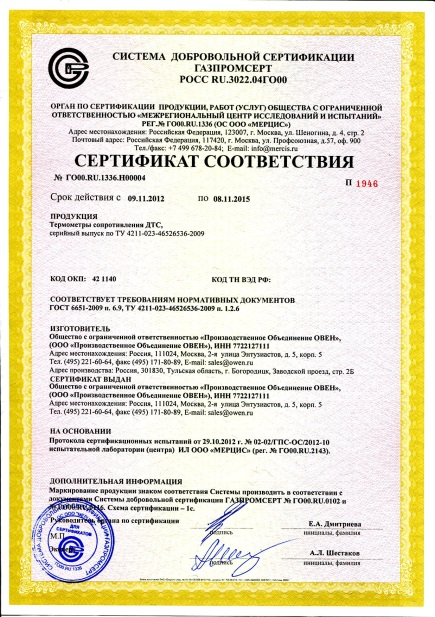 СИСТЕМА ДОБРОВОЛЬНОЙ СЕРТИФИКАЦИИ
ГАЗПРОМСЕРТ
РОСС RU.3022.04ГО00
ОРГАН ПО СЕРТИФИКАЦИИ ПРОДУКЦИИ, РАБОТ (УСЛУГ) ОБЩЕСТВА С ОГРАНИЧЕННОЙ
ОТВЕТСТВЕННОСТЬЮ «МЕЖРЕГИОНАЛЬНЫЙ ЦЕНТР ИССЛЕДОВАНИЙ И ИСПЫТАНИЙ»
РЕГ.№ ГО00.RU.1336 (ОС ООО «МЕРЦИС»)
Адрес местонахождения: Российская Федерация, 123007, г. Москва, ул. Шеногина, д. 4, стр. 2
Почтовый адрес: Российская Федерация, 117420, г. Москва, ул. Профсоюзная, д.57, оф. 900
Тел./факс: +7 499 678-20-84; E-mail: info@mercis.ru
СЕРТИФИКАТ СООТВЕТСТВИЯ
№ ГО00.RU.1336.Н00004
П 1946
Срок действия с 09.11.2012 по 08.11.2015
ПРОДУКЦИЯ
Термометры сопротивления ДТС,
серийный выпуск по ТУ 4211-023-46526536-2009
КОД ОКП: 42 1140 КОД ТН ВЭД РФ:
СООТВЕТСТВУЕТ ТРЕБОВАНИЯМ НОРМАТИВНЫХ ДОКУМЕНТОВ
ГОСТ 6651-2009 п. 6.9, ТУ 4211-023-46526536-2009 п. 1.2.6
ИЗГОТОВИТЕЛЬ
Общество с ограниченной ответственностью «Производственное Объединение ОВЕН»,
(ООО «Производственное Объединение ОВЕН»), ИНН 7722127111
Адрес местонахождения: Россия, 111024, Москва, 2-я улица Энтузиастов, д. 5, корп. 5
Тел. (495) 221-60-64, факс (495) 171-80-89, E-mail: sales@owen.ru
Адрес производства: Россия, 301830, Тульская область, г. Богородицк, Заводской проезд, стр. 2Б
СЕРТИФИКАТ ВЫДАН
Общество с ограниченной ответственностью «Производственное Объединение ОВЕН»,
(ООО «Производственное Объединение ОВЕН»), ИНН 7722127111
Адрес местонахождения: Россия, 111024, Москва, 2-я улица Энтузиастов, д. 5, корп. 5
Тел. (495) 221-60-64, факс (495) 171-80-89, E-mail: sales@owen.ru
НА ОСНОВАНИИ
Протокола сертификационных испытаний от 29.10.2012 г. № 02-02/ГПС-ОС/2012-10
испытательной лаборатории (центра) ИЛ ООО «МЕРЦИС» (рег. № ГО00.RU.2143).
ДОПОЛНИТЕЛЬНАЯ ИНФОРМАЦИЯ
Маркирование продукции знаком соответствия Системы производить в соответствии с
документами Системы добровольной сертификации ГАЗПРОМСЕРТ № ГО00.RU.0102 и
Схема сертификации – 1с.
Руководитель органа по сертификации
подпись
Е.А. Дмитриева
инициалы, фамилия
М.П.
ДЛЯ
СЕРТИФИКАТОВ
подпись
А.Л. Шестаков
инициалы, фамилия